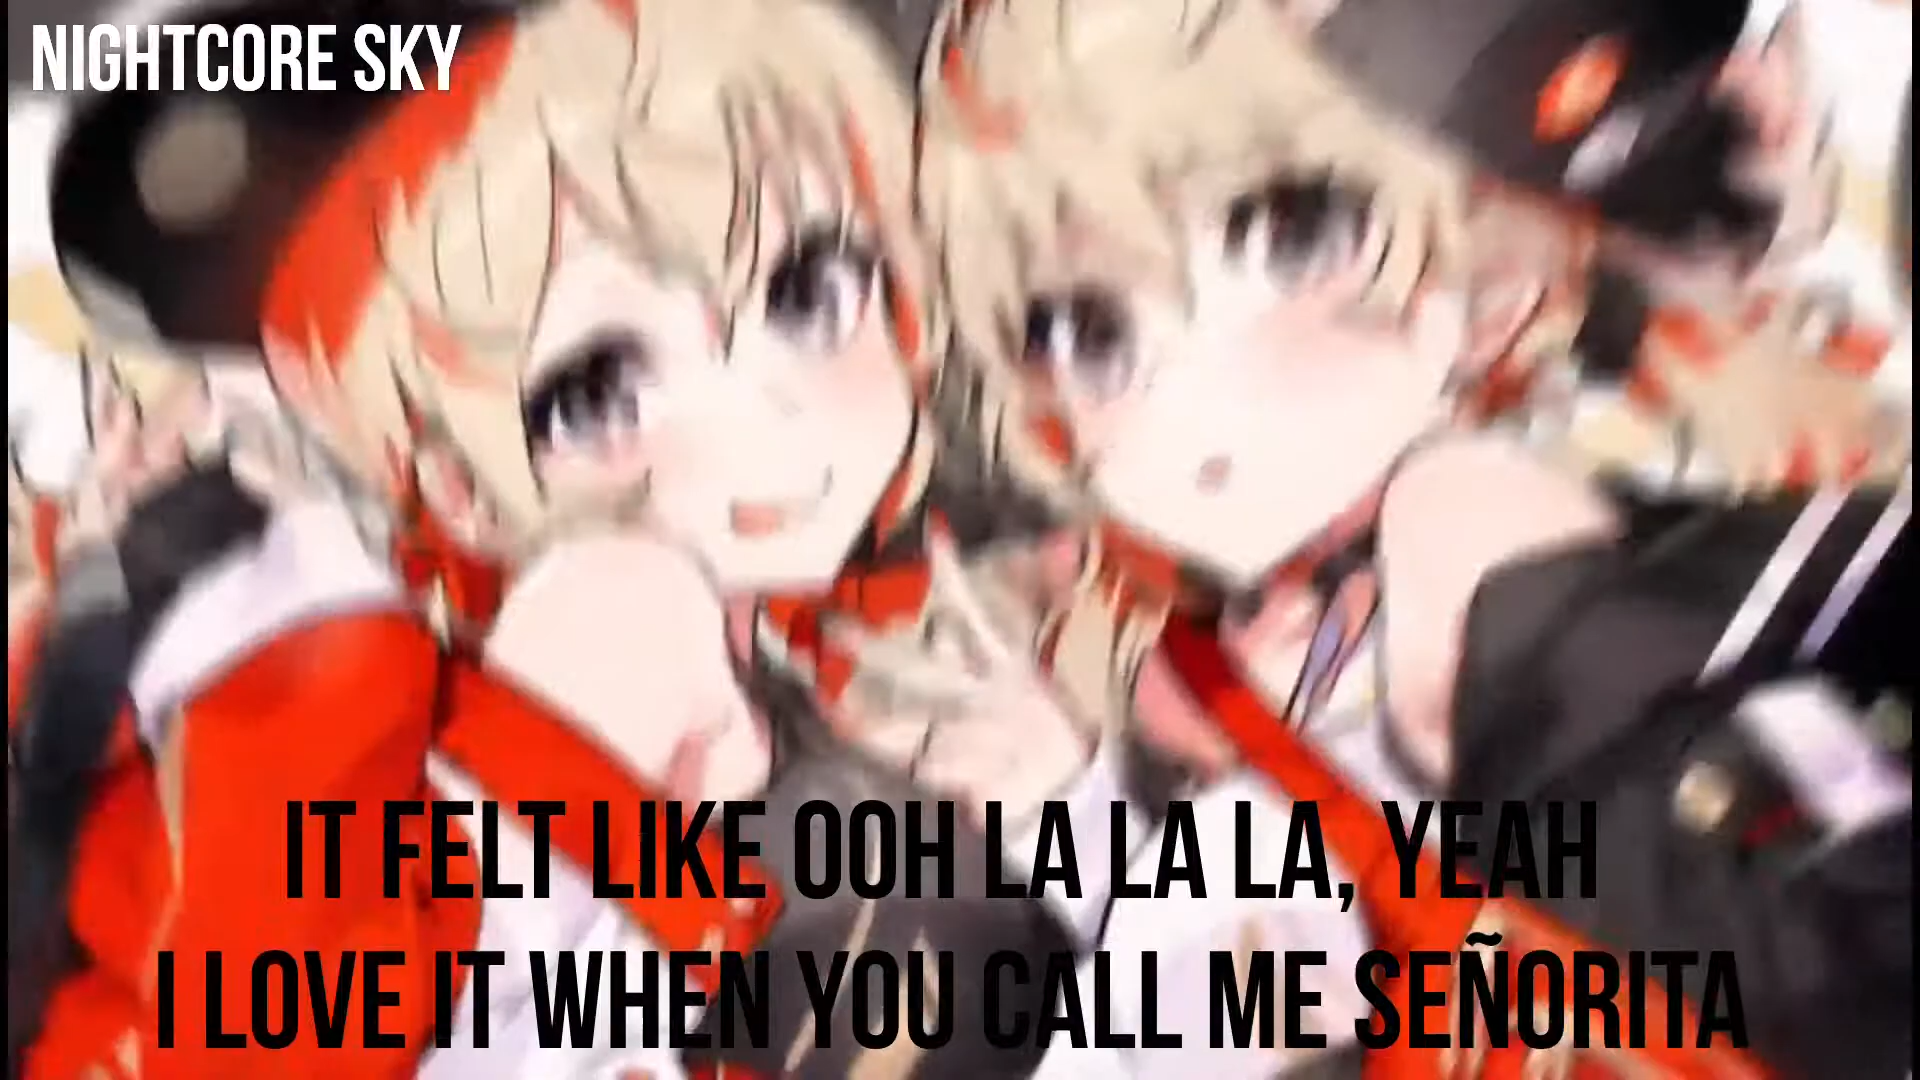 NIGHTCORE SKY
IT FELT LIKE OOH LA LA LA, YEAH
I LOVE IT WHEN YOU CALL ME SEÑORITA